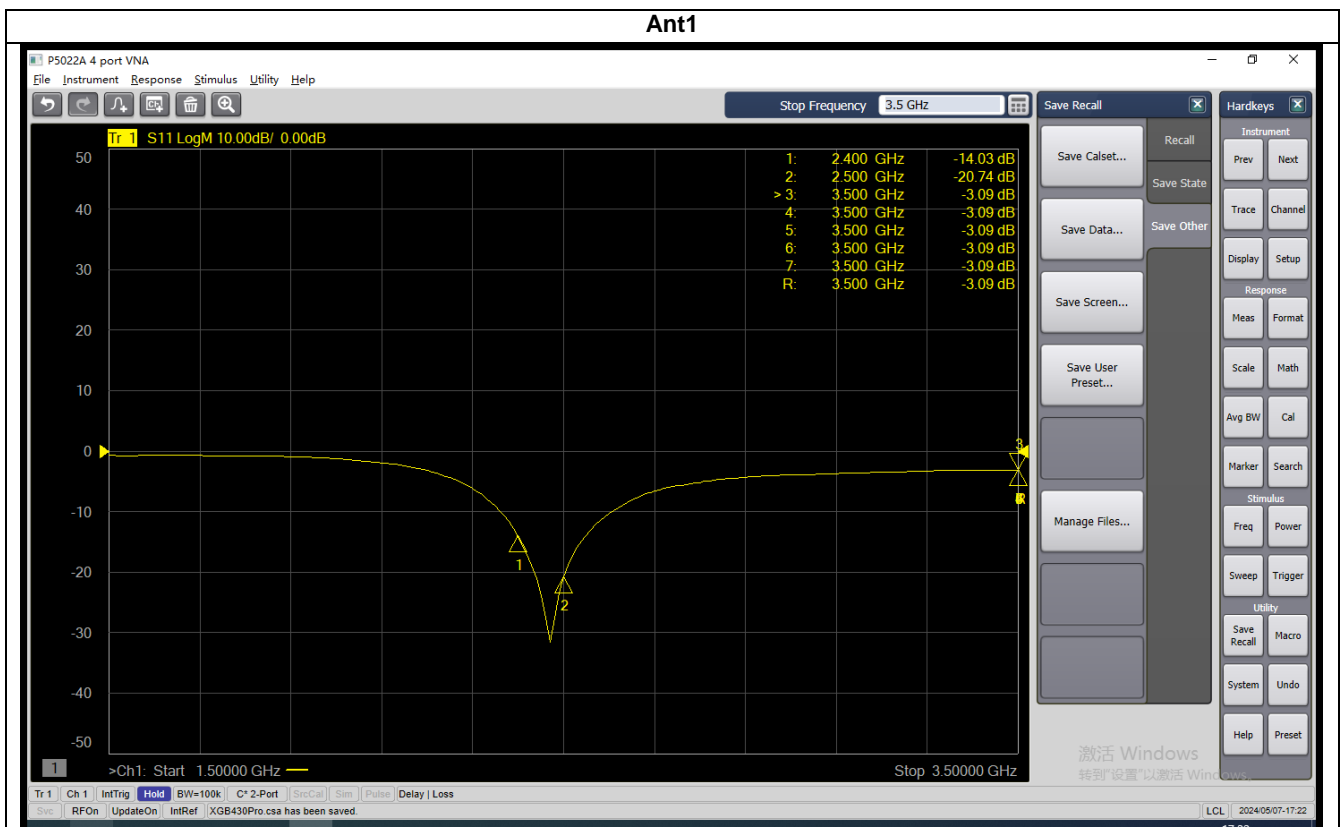 Ant1
P5022A 4 port VNA
File Instrument Response Stimulus Utility Help
Stop Frequency 3.5 GHz
Save Recall
Hardkeys
Tr 1 S11 LogM 10.00dB/ 0.00dB
50
40
30
20
10
0
-10
-20
-30
-40
-50
1: 2.400 GHz -14.03 dB
2: 2.500 GHz -20.74 dB
> 3: 3.500 GHz -3.09 dB
4: 3.500 GHz -3.09 dB
5: 3.500 GHz -3.09 dB
6: 3.500 GHz -3.09 dB
7: 3.500 GHz -3.09 dB
R: 3.500 GHz -3.09 dB
1
2
3
R
1
>Ch1: Start 1.50000 GHz
Stop 3.50000 GHz
Save Calset...
Save Data...
Save Screen...
Save User
Preset...
Manage Files...
Recall
Save State
Save Other
Instrument
Prev Next
Trace Channel
Display Setup
Response
Meas Format
Scale Math
Avg BW Cal
Marker Search
Stimulus
Freq Power
Sweep Trigger
Utility
Save
Recall Macro
System Undo
Help Preset
激活 Windows
转到"设置"以激活 Windows。
Tr 1 Ch 1 IntTrig Hold BW=100k C* 2-Port SrcCal Sim Pulse Delay | Loss
Svc RFOn UpdateOn IntRef XGB430Pro.csa has been saved.
LCL 2024/05/07-17:22